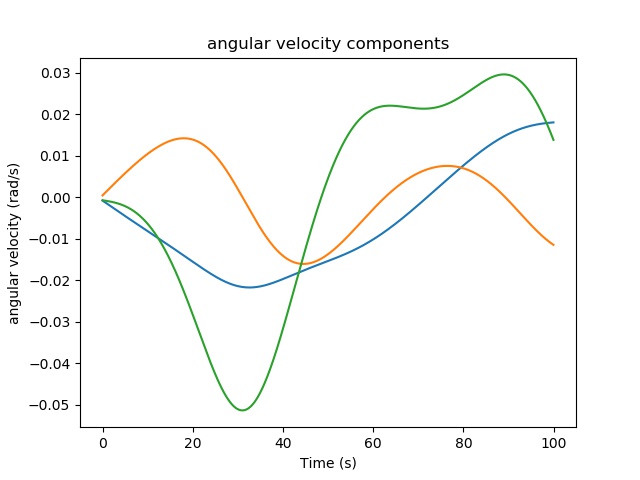 angular velocity components
angular velocity (rad/s)
0.03
0.02
0.01
0.00
−0.01
−0.02
−0.03
−0.04
−0.05
0 20 40 60 80 100
Time (s)